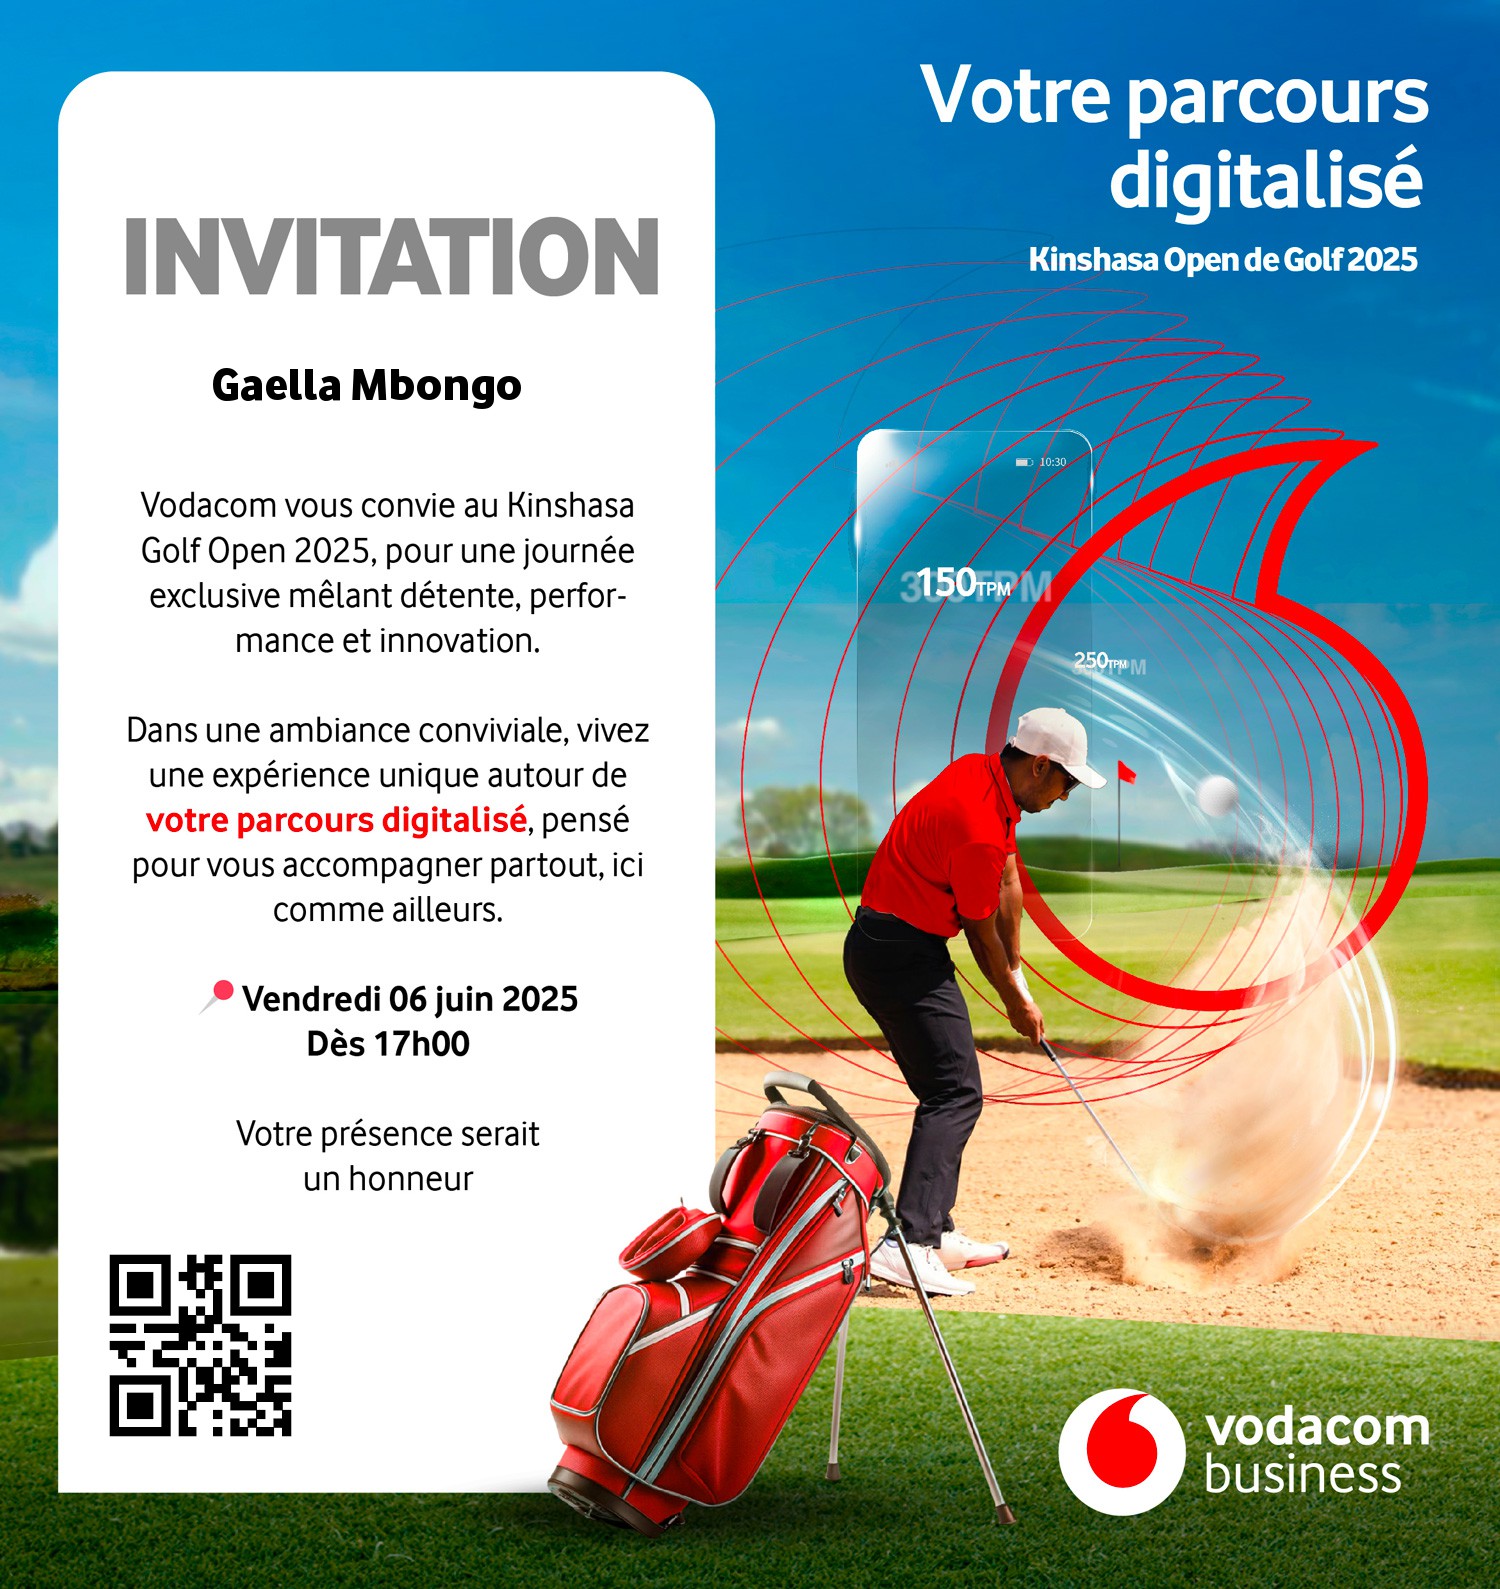 Votre parcours
digitalisé
Kinshasa Open de Golf 2025
INVITATION
Gaella Mbongo
Vodacom vous convie au Kinshasa
Golf Open 2025, pour une journée
exclusive mêlant détente, perfor-
mance et innovation.
Dans une ambiance conviviale, vivez
une expérience unique autour de
votre parcours digitalisé, pensé
pour vous accompagner partout, ici
comme ailleurs.
Vendredi 06 juin 2025
Dès 17h00
Votre présence serait
un honneur
10:30
150TPM
250TPM
vodacom
business